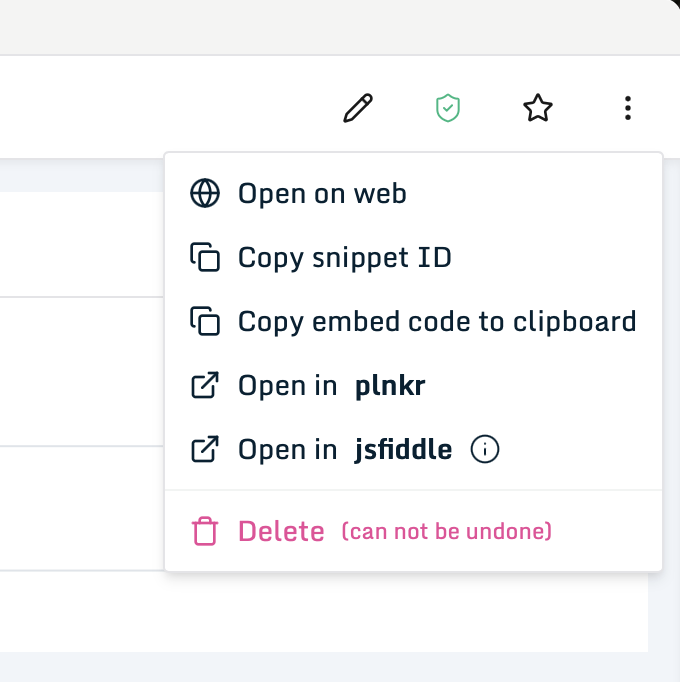 Open on web
Copy snippet ID
Copy embed code to clipboard
Open in plnkr
Open in jsfiddle
Delete (can not be undone)